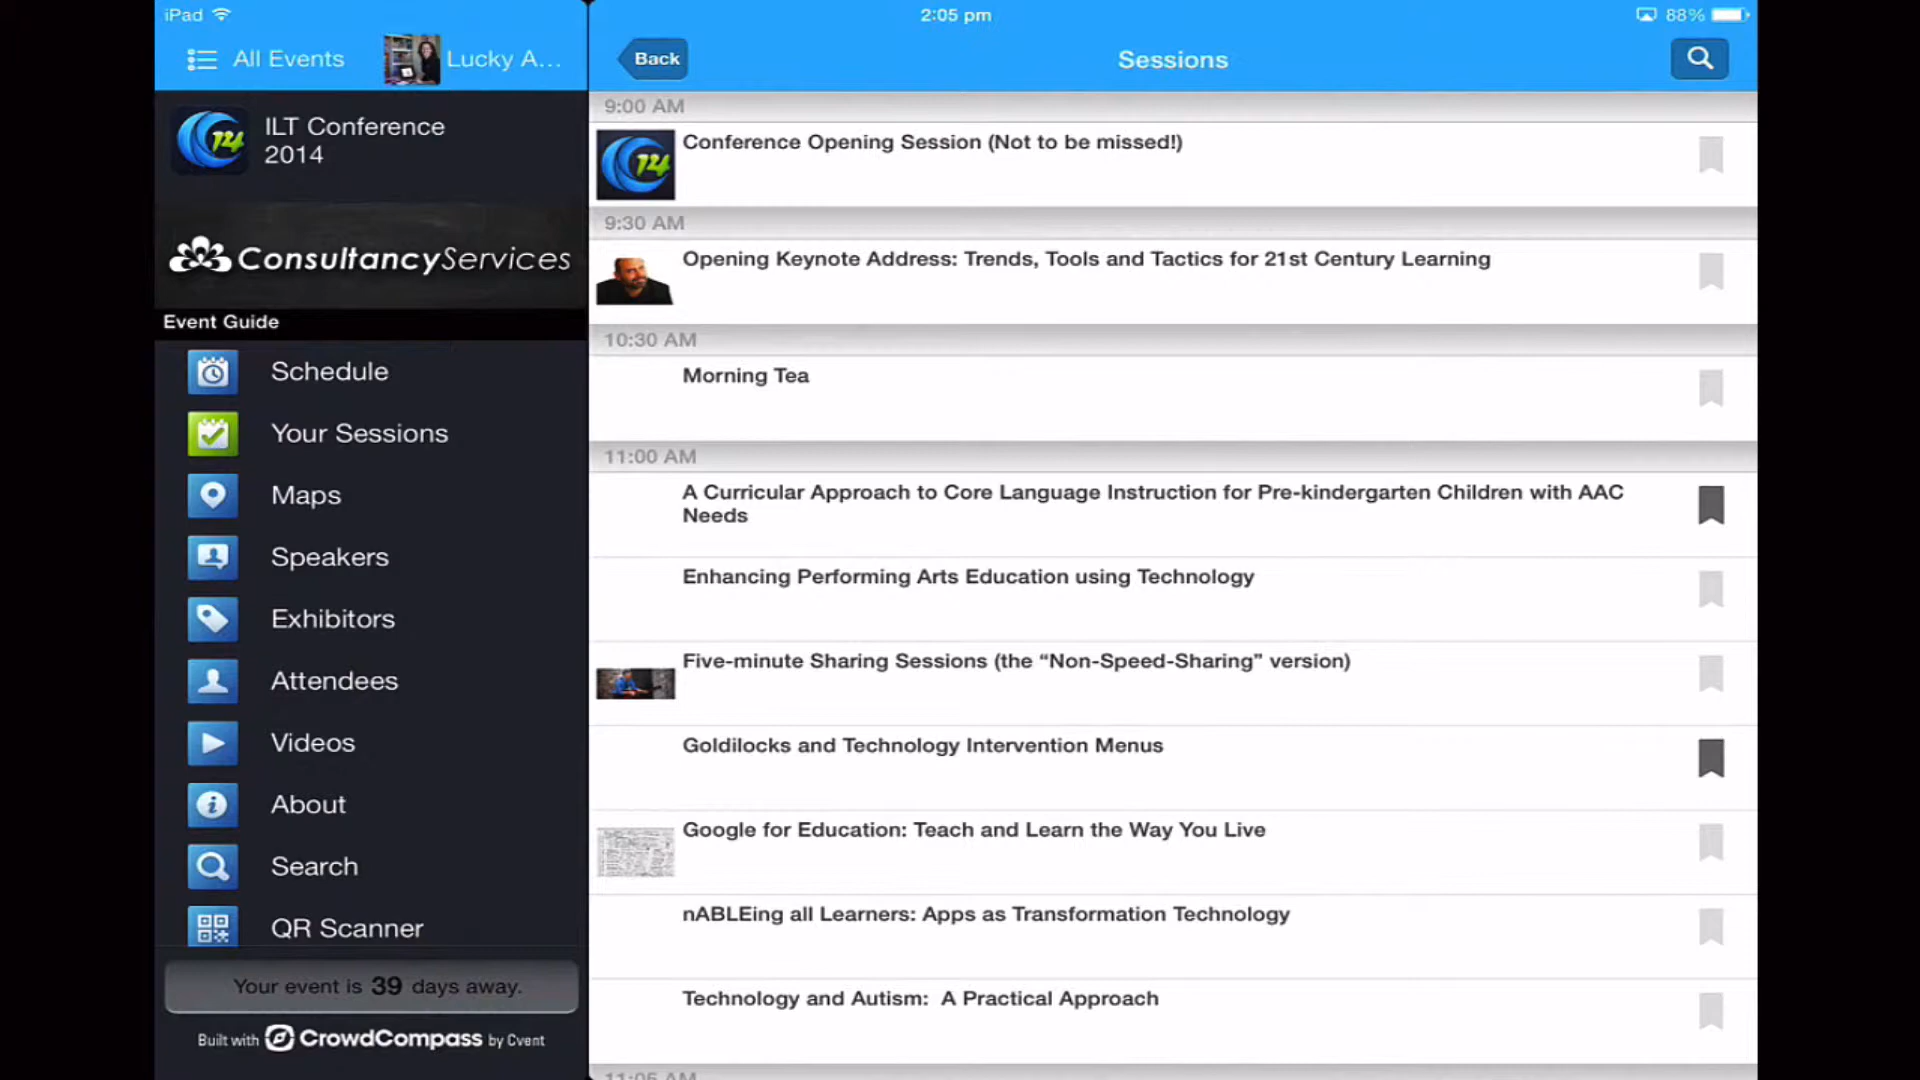 iPad
2:05 pm
88%
All Events
Lucky A...
Back
Sessions
ILT Conference
2014
ConsultancyServices
Event Guide
Schedule
Your Sessions
Maps
Speakers
Exhibitors
Attendees
Videos
About
Search
QR Scanner
Your event is 39 days away.
Built with CrowdCompass by Cvent
9:00 AM
Conference Opening Session (Not to be missed!)
9:30 AM
Opening Keynote Address: Trends, Tools and Tactics for 21st Century Learning
10:30 AM
Morning Tea
11:00 AM
A Curricular Approach to Core Language Instruction for Pre-kindergarten Children with AAC
Needs
Enhancing Performing Arts Education using Technology
Five-minute Sharing Sessions (the “Non-Speed-Sharing” version)
Goldilocks and Technology Intervention Menus
Google for Education: Teach and Learn the Way You Live
nABLEing all Learners: Apps as Transformation Technology
Technology and Autism:  A Practical Approach
11:05 AM